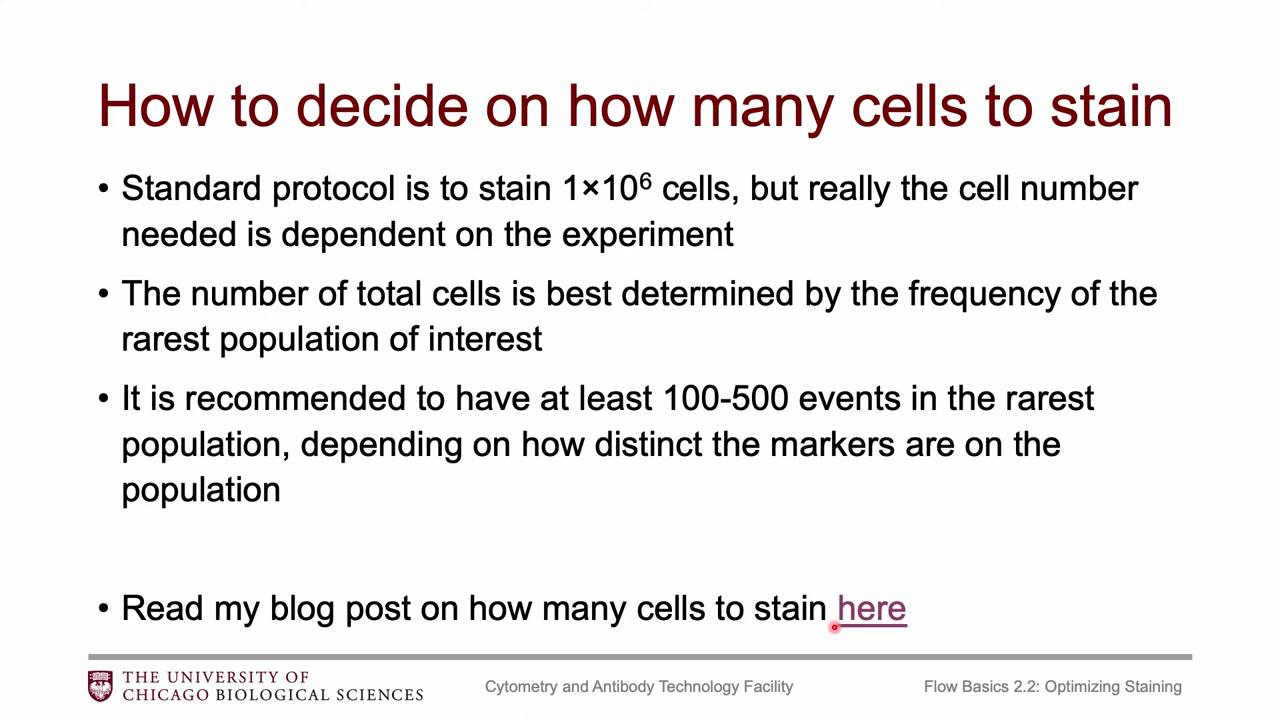 How to decide on how many cells to stain
• Standard protocol is to stain 1×10⁶ cells, but really the cell number
needed is dependent on the experiment
• The number of total cells is best determined by the frequency of the
rarest population of interest
• It is recommended to have at least 100-500 events in the rarest
population, depending on how distinct the markers are on the
population
• Read my blog post on how many cells to stain here
THE UNIVERSITY OF
CHICAGO BIOLOGICAL SCIENCES
Cytometry and Antibody Technology Facility
Flow Basics 2.2: Optimizing Staining